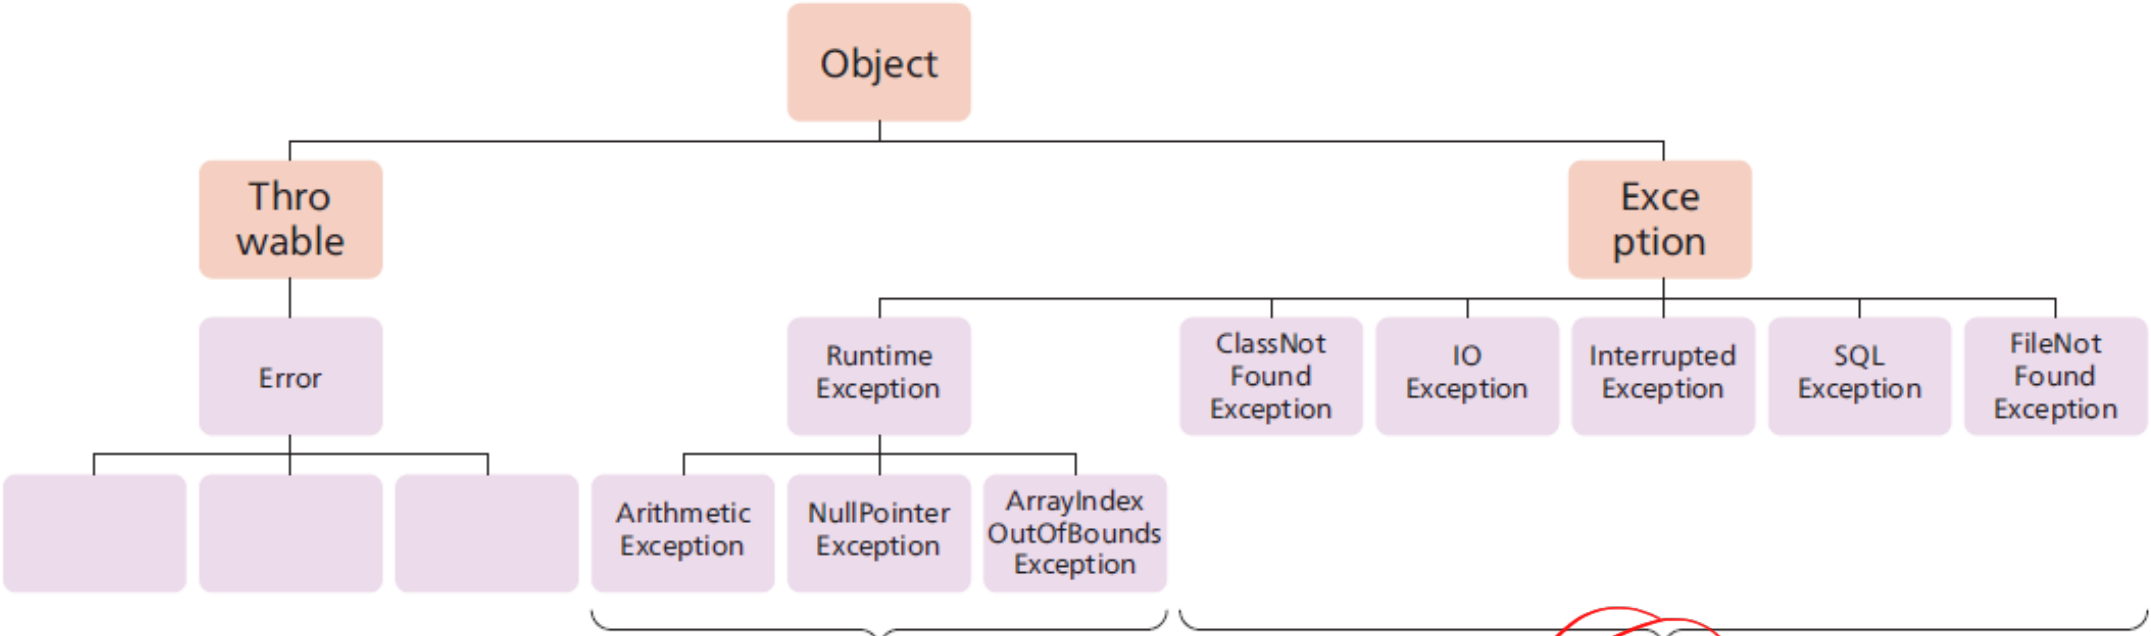 Object
Thro
wable
Exce
ption
Error
Runtime
Exception
ClassNot
Found
Exception
IO
Exception
Interrupted
Exception
SQL
Exception
FileNot
Found
Exception
Arithmetic
Exception
NullPointer
Exception
ArrayIndex
OutOfBounds
Exception